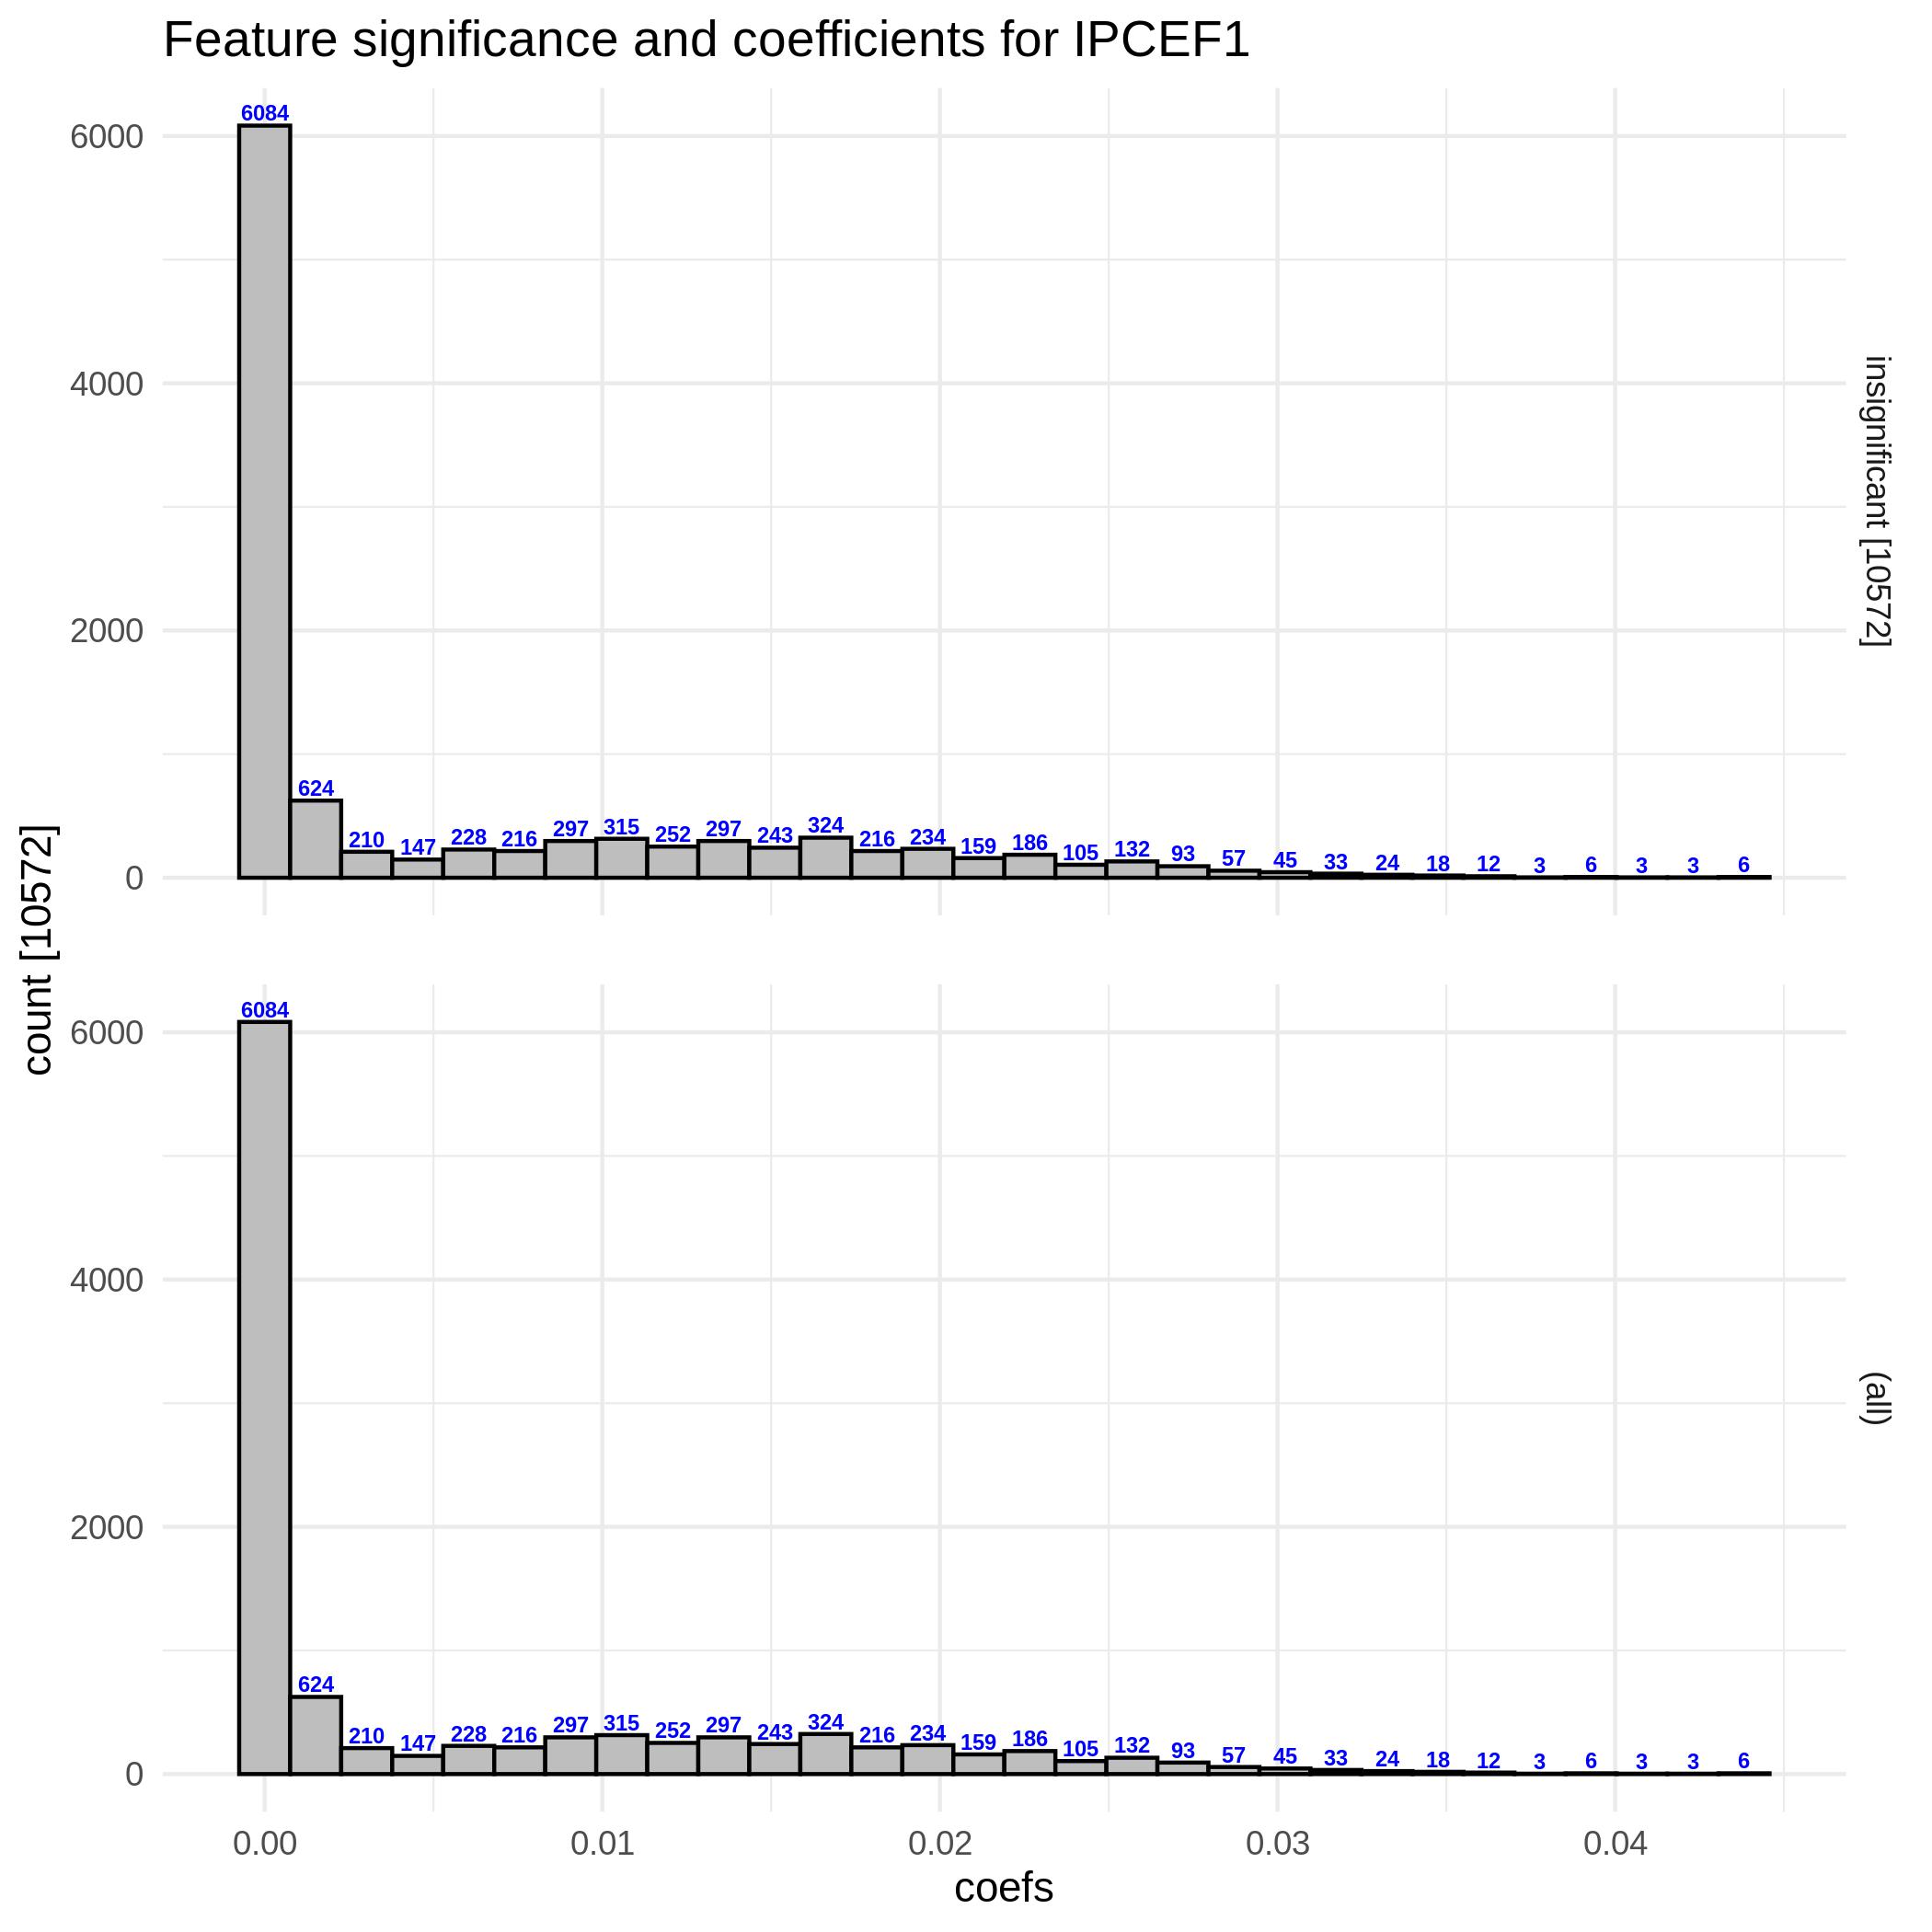 Feature significance and coefficients for IPCEF1
count [10572]
6000
4000
2000
0
6084
624
210 147 228 216 297 315 252 297 243 324 216 234 159 186 105 132 93 57 45 33 24 18 12 3 6 3 3 6
insignificant [10572]
6000
4000
2000
0
6084
624
210 147 228 216 297 315 252 297 243 324 216 234 159 186 105 132 93 57 45 33 24 18 12 3 6 3 3 6
(all)
0.00 0.01 0.02 0.03 0.04
coefs